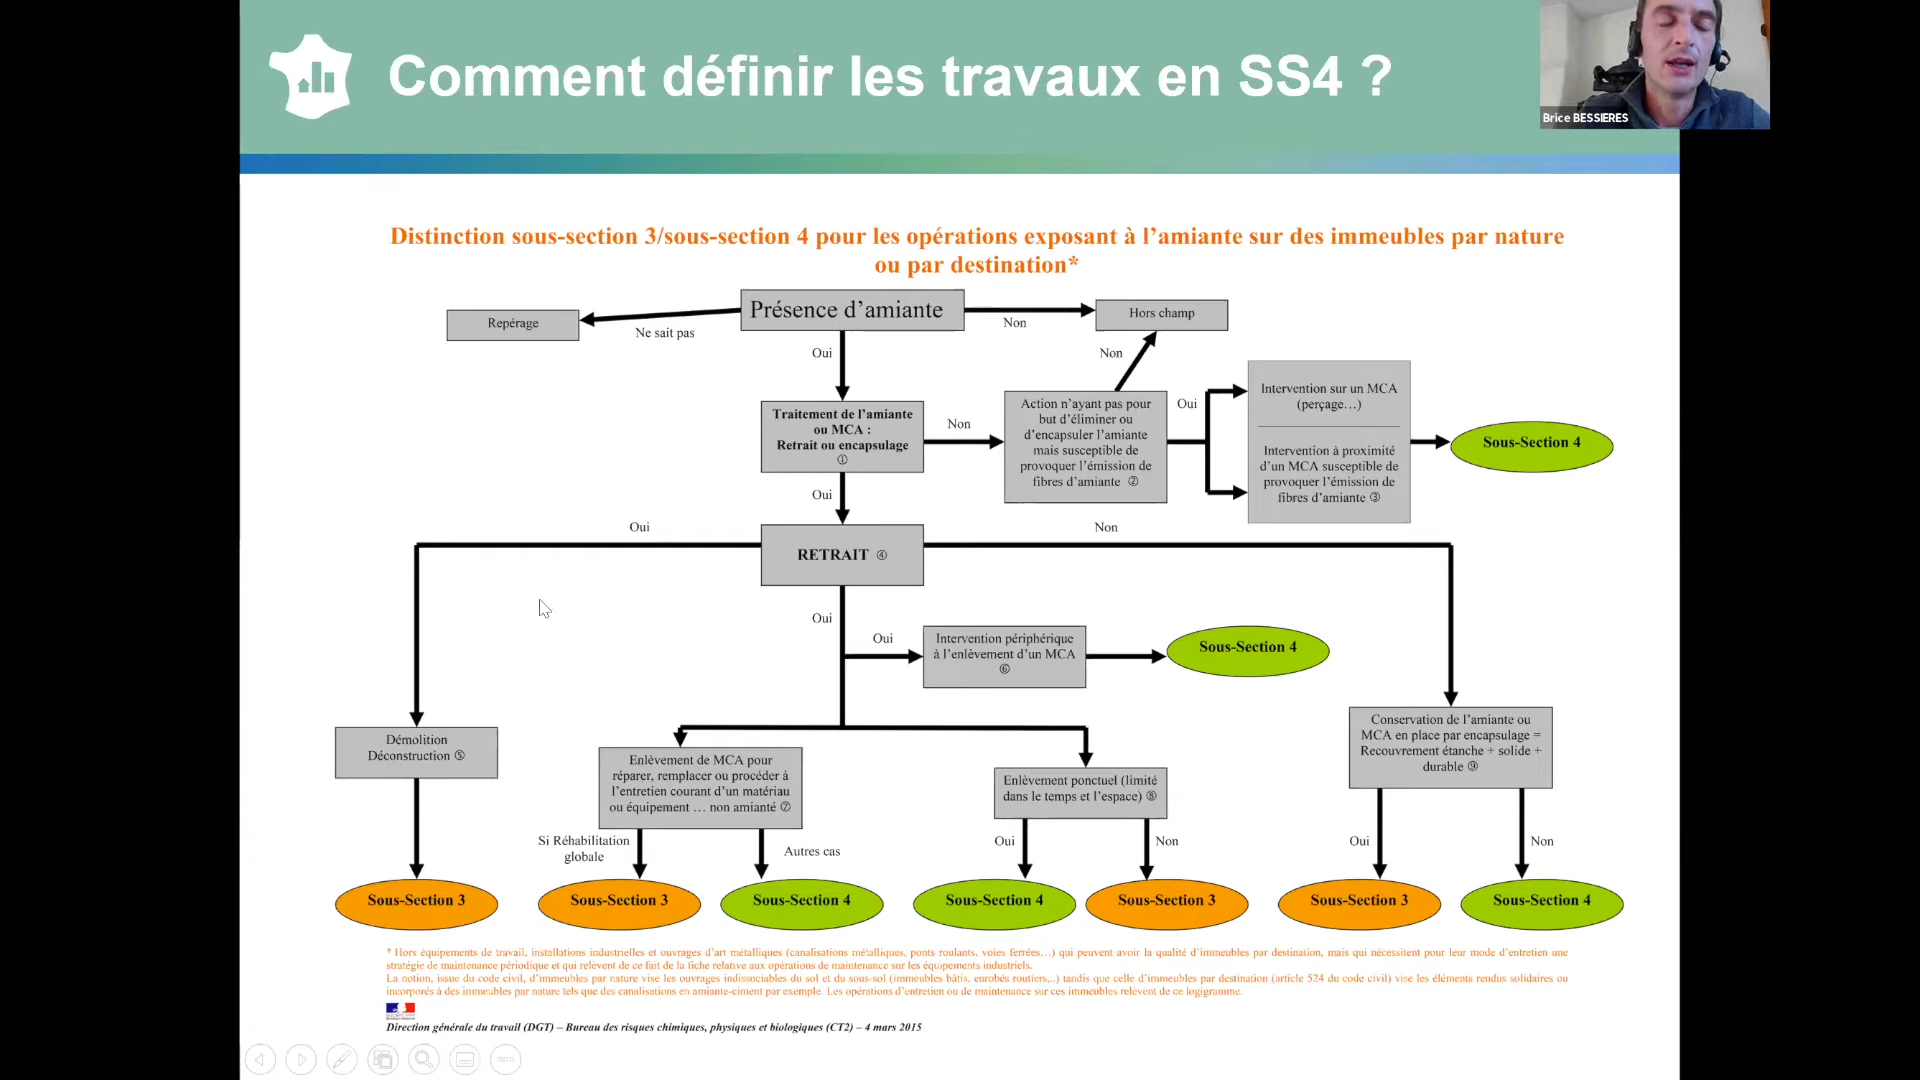 Comment définir les travaux en SS4 ?
Brice BESSIERES
Distinction sous-section 3/sous-section 4 pour les opérations exposant à l'amiante sur des immeubles par nature
ou par destination*
Présence d'amiante
Repérage
Ne sait pas
Non
Hors champ
Oui
Non
Traitement de l'amiante
ou MCA :
Retrait ou encapsulage
①
Non
Action n'ayant pas pour
but d'éliminer ou
d'encapsuler l'amiante
mais susceptible de
provoquer l'émission de
fibres d'amiante ②
Oui
Intervention sur un MCA
(perçage…)
Intervention à proximité
d'un MCA susceptible de
provoquer l'émission de
fibres d'amiante ③
Sous-Section 4
Oui
Oui
RETRAIT ④
Non
Oui
Oui
Intervention périphérique
à l'enlèvement d'un MCA
⑥
Sous-Section 4
Démolition
Déconstruction ⑤
Enlèvement de MCA pour
réparer, remplacer ou procéder à
l'entretien courant d'un matériau
ou équipement … non amianté ⑦
Enlèvement ponctuel (limité
dans le temps et l'espace) ⑧
Conservation de l'amiante ou
MCA en place par encapsulage =
Recouvrement étanche + solide +
durable ⑨
Si Réhabilitation
globale
Autres cas
Oui
Non
Oui
Non
Sous-Section 3
Sous-Section 3
Sous-Section 4
Sous-Section 4
Sous-Section 3
Sous-Section 3
Sous-Section 4
* Hors équipements de travail, installations industrielles et ouvrages d'art métalliques (canalisations métalliques, ponts roulants, voies ferrées…) qui peuvent avoir la qualité d'immeubles par destination, mais qui nécessitent pour leur mode d'entretien une
stratégie de maintenance périodique et qui relèvent de ce fait de la fiche relative aux opérations de maintenance sur les équipements industriels.
La notion, issue du code civil, d'immeubles par nature vise les ouvrages indissociables du sol et du sous-sol (immeubles bâtis, enrobés routiers,..) tandis que celle d'immeubles par destination (article 524 du code civil) vise les éléments rendus solidaires ou
incorporés à des immeubles par nature tels que des canalisations en amiante-ciment par exemple. Les opérations d'entretien ou de maintenance sur ces immeubles relèvent de ce logigramme.
Direction générale du travail (DGT) – Bureau des risques chimiques, physiques et biologiques (CT2) – 4 mars 2015